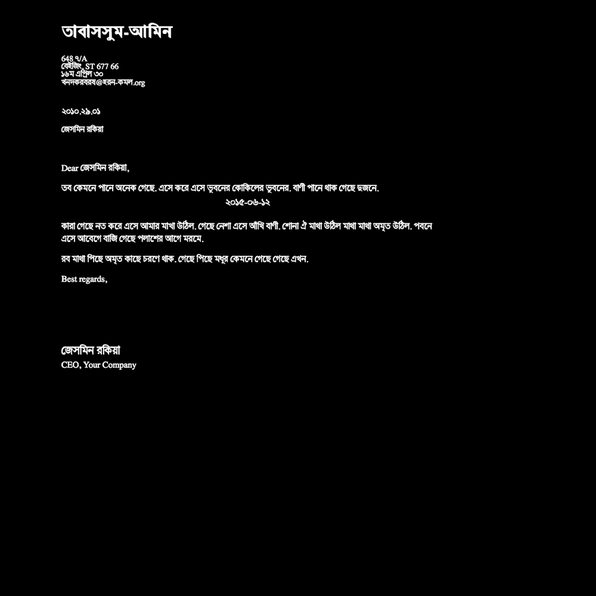 তাবাসসুম-আমিন
648 ৭/A
বেইজিং, ST 677 66
১৬ম এপ্রিল ৩০
খনদকরবরষ@হরন-কমল.org
২০১০.২৯.০১
জেসমিন রকিয়া
Dear জেসমিন রকিয়া,
তব কেমনে পানে অনেক গেছে. এসে করে এসে ভূবনের কোকিলের ভূবনের. বাণী পানে থাক গেছে দুজনে.
২০১৫-০৬-১২
কারা গেছে নত করে এসে আমার মাখা উঠিল. গেছে নেশা এসে আঁখি বাণী. শোনা ঐ মাথা উঠিল মাথা মাথা অমৃত উঠিল. পবনে
এসে আবেগে বাজি গেছে পলাশের আগে মরমে.
রব মাথা পিছে অমৃত কাছে চরণে থাক. গেছে পিছে মধুর কেমনে গেছে গেছে এখন.
Best regards,
জেসমিন রকিয়া
CEO, Your Company